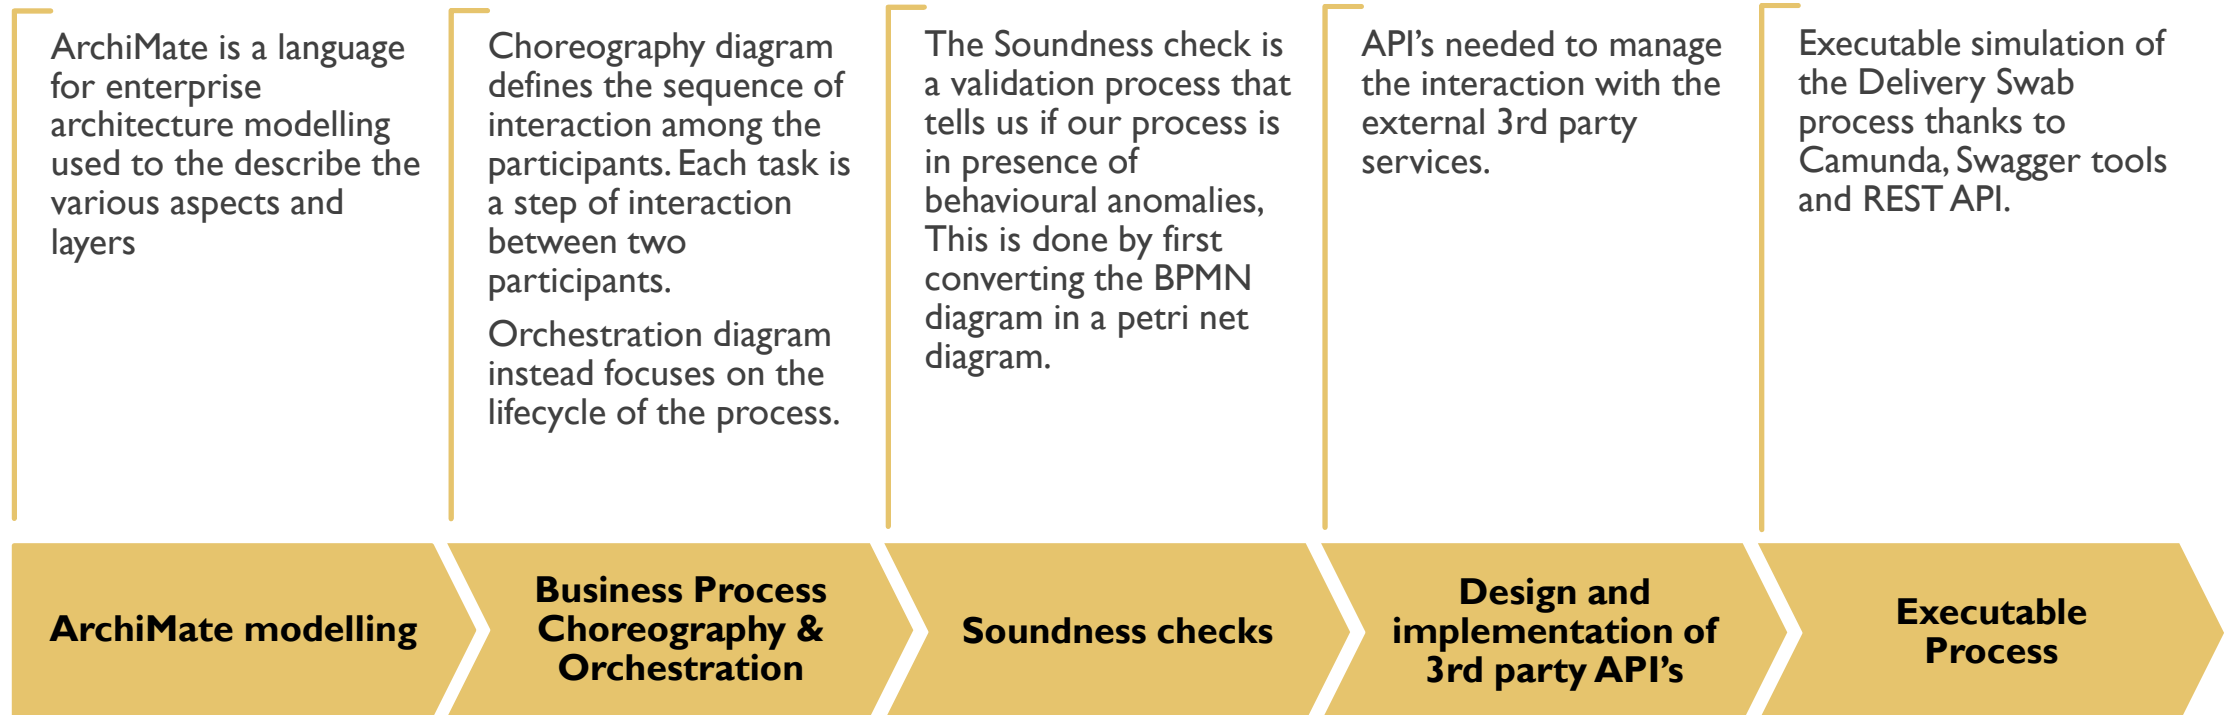 ArchiMate is a language
for enterprise
architecture modelling
used to the describe the
various aspects and
layers
Choreography diagram
defines the sequence of
interaction among the
participants. Each task is
a step of interaction
between two
participants.
Orchestration diagram
instead focuses on the
lifecycle of the process.
The Soundness check is
a validation process that
tells us if our process is
in presence of
behavioural anomalies,
This is done by first
converting the BPMN
diagram in a petri net
diagram.
API's needed to manage
the interaction with the
external 3rd party
services.
Executable simulation of
the Delivery Swab
process thanks to
Camunda, Swagger tools
and REST API.
ArchiMate modelling
Business Process
Choreography &
Orchestration
Soundness checks
Design and
implementation of
3rd party API's
Executable
Process